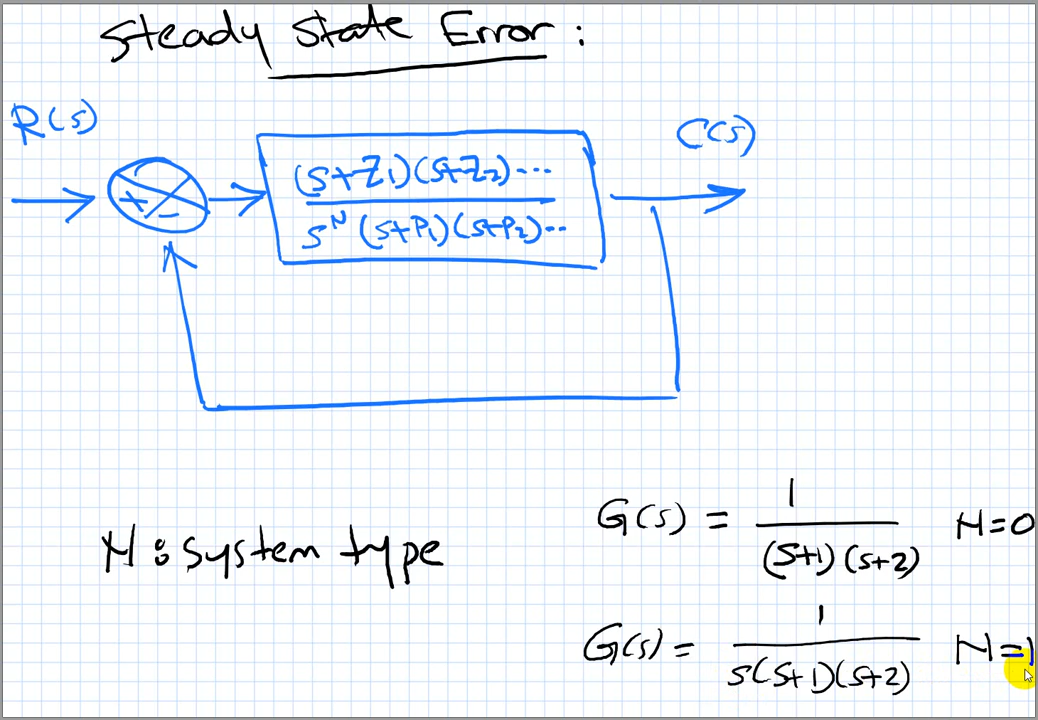 Steady State Error :
R(s)
C(s)
(s+Z1)(s+Z2)...
s^N (s+P1)(s+P2)..
+
-
N : system type
G(s) = 1 / (s+1)(s+2) N=0
G(s) = 1 / s(s+1)(s+2) N=1